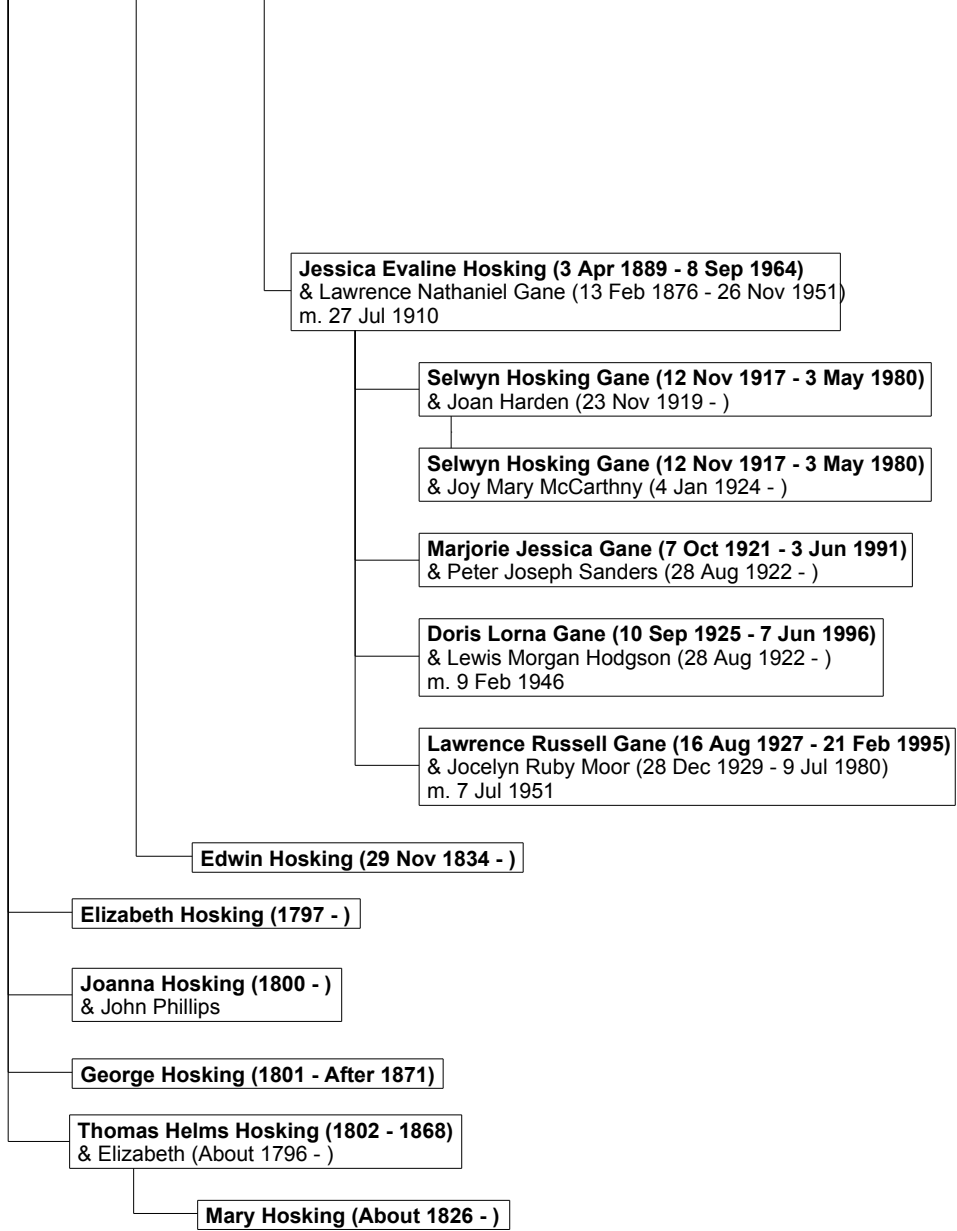 Jessica Evaline Hosking (3 Apr 1889 - 8 Sep 1964)
& Lawrence Nathaniel Gane (13 Feb 1876 - 26 Nov 1951)
m. 27 Jul 1910
Selwyn Hosking Gane (12 Nov 1917 - 3 May 1980)
& Joan Harden (23 Nov 1919 - )
Selwyn Hosking Gane (12 Nov 1917 - 3 May 1980)
& Joy Mary McCarthny (4 Jan 1924 - )
Marjorie Jessica Gane (7 Oct 1921 - 3 Jun 1991)
& Peter Joseph Sanders (28 Aug 1922 - )
Doris Lorna Gane (10 Sep 1925 - 7 Jun 1996)
& Lewis Morgan Hodgson (28 Aug 1922 - )
m. 9 Feb 1946
Lawrence Russell Gane (16 Aug 1927 - 21 Feb 1995)
& Jocelyn Ruby Moor (28 Dec 1929 - 9 Jul 1980)
m. 7 Jul 1951
Edwin Hosking (29 Nov 1834 - )
Elizabeth Hosking (1797 - )
Joanna Hosking (1800 - )
& John Phillips
George Hosking (1801 - After 1871)
Thomas Helms Hosking (1802 - 1868)
& Elizabeth (About 1796 - )
Mary Hosking (About 1826 - )